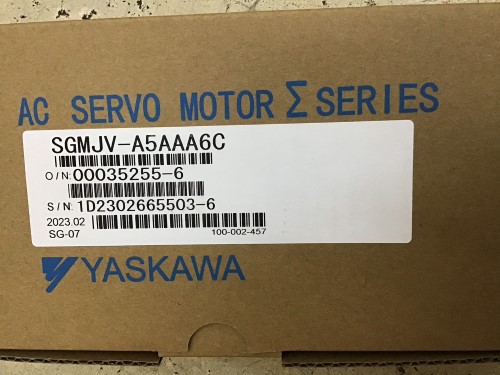 AC SERVO MOTOR Σ SERIES
SGMJV-A5AAA6C
O/N: 00035255-6
S/N: 1D2302665503-6
2023.02
SG-07 100-002-457
YASKAWA